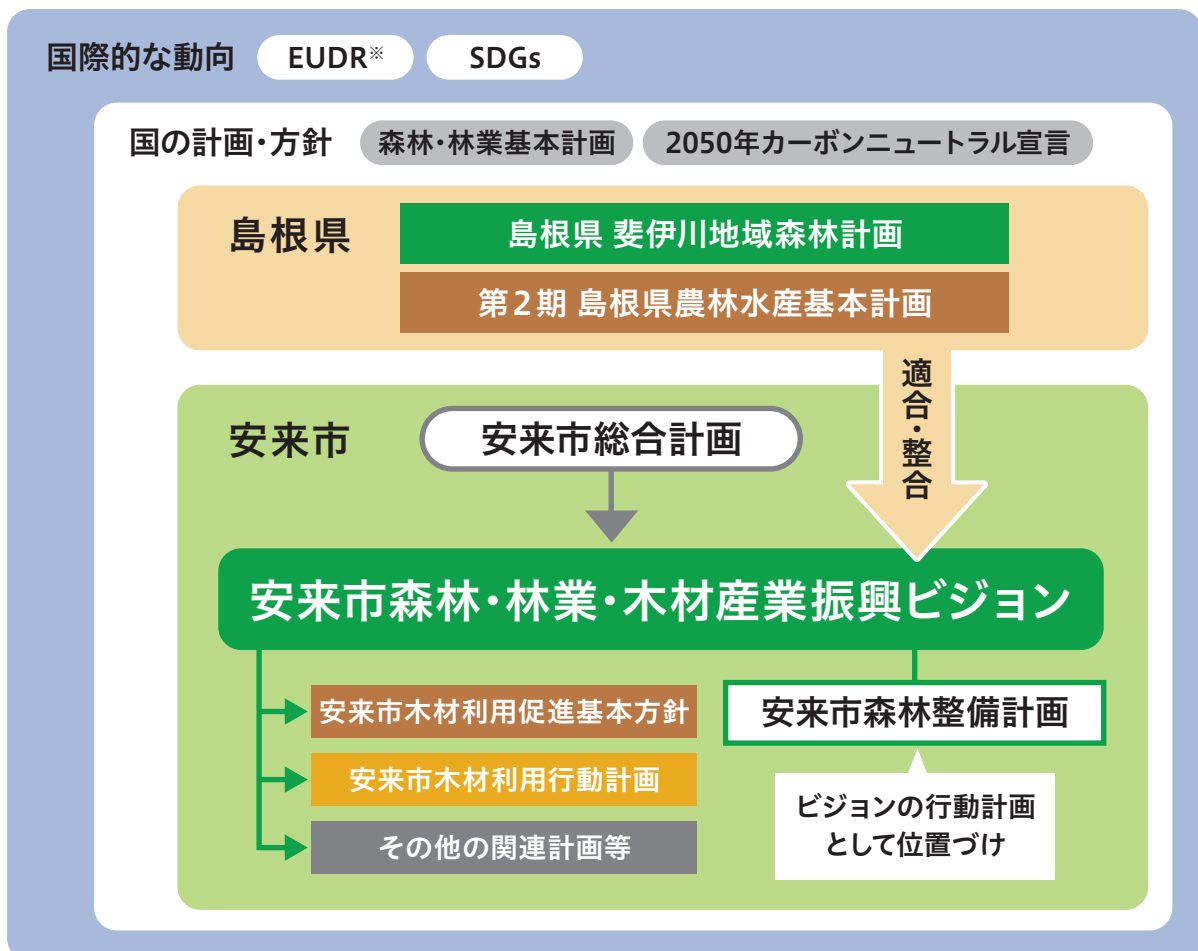 国際的な動向 EUDR※ SDGs
国の計画・方針 森林・林業基本計画 2050年カーボンニュートラル宣言
島根県
島根県 斐伊川地域森林計画
第2期 島根県農林水産基本計画
適合・整合
安来市
安来市総合計画
安来市森林・林業・木材産業振興ビジョン
安来市木材利用促進基本方針
安来市木材利用行動計画
その他の関連計画等
安来市森林整備計画
ビジョンの行動計画
として位置づけ